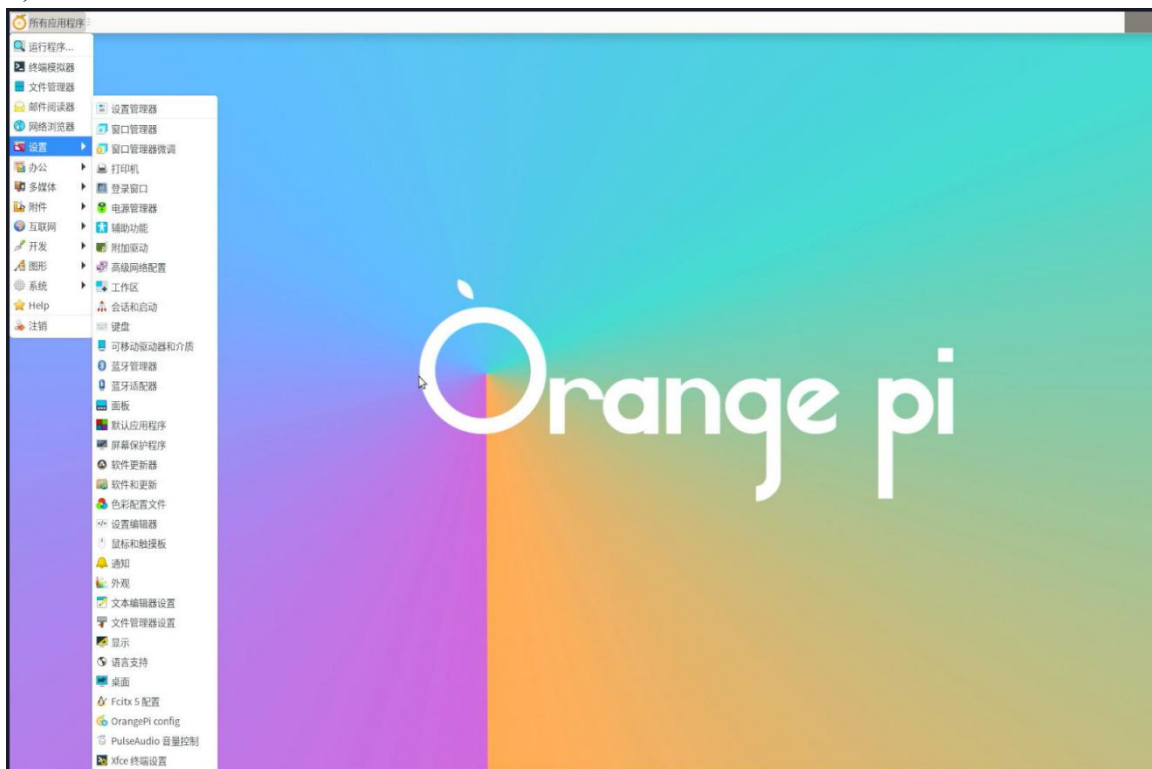 所有应用程序
运行程序...
终端模拟器
文件管理器
邮件阅读器
网络浏览器
设置
办公
多媒体
附件
互联网
开发
图形
系统
Help
注销
设置管理器
窗口管理器
窗口管理器微调
打印机
登录窗口
电源管理器
辅助功能
附加驱动
高级网络配置
工作区
会话和启动
键盘
可移动驱动器和介质
蓝牙管理器
蓝牙适配器
面板
默认应用程序
屏幕保护程序
软件更新器
软件和更新
色彩配置文件
设置编辑器
鼠标和触摸板
通知
外观
文本编辑器设置
文件管理器设置
显示
语言支持
桌面
Fcitx 5 配置
OrangePi config
PulseAudio 音量控制
Xfce 终端设置
Orange pi